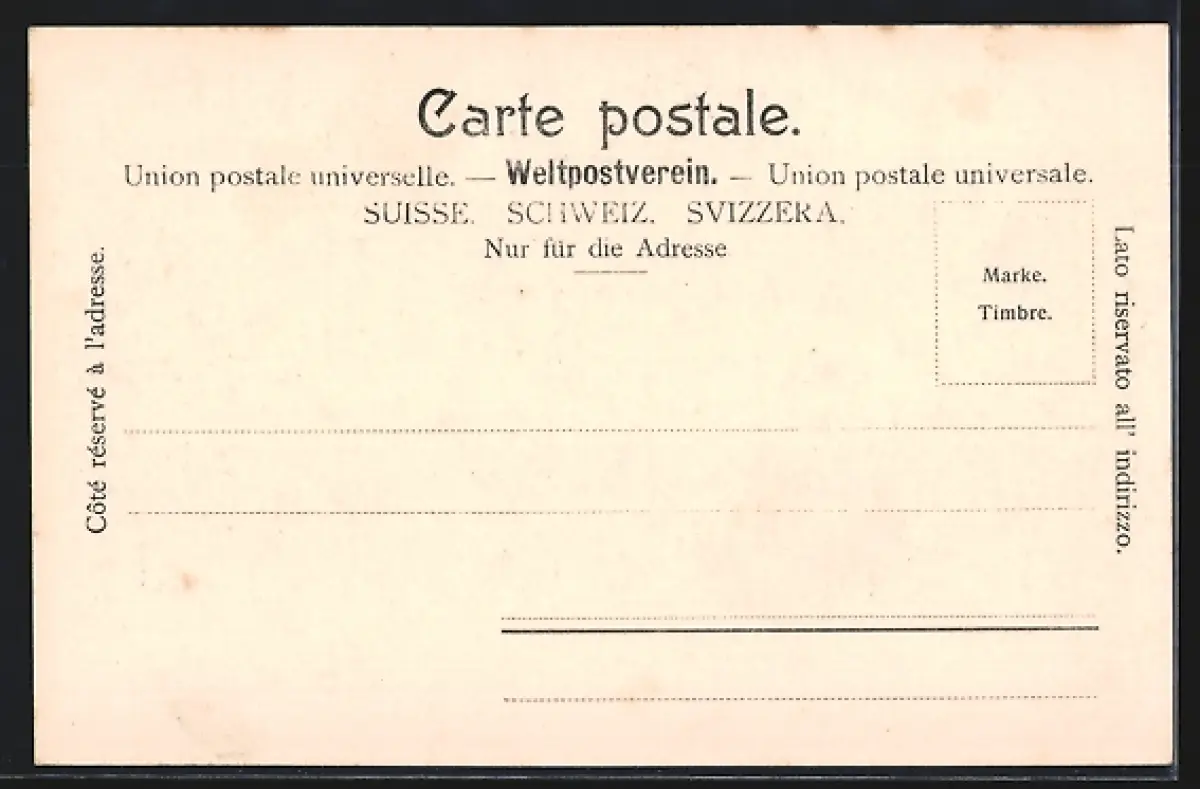 Carte postale.
Union postale universelle. — Weltpostverein. — Union postale universale.
SUISSE. SCHWEIZ. SVIZZERA.
Nur für die Adresse
Marke.
Timbre.
Côté réservé à l'adresse.
Lato riservato all' indirizzo.